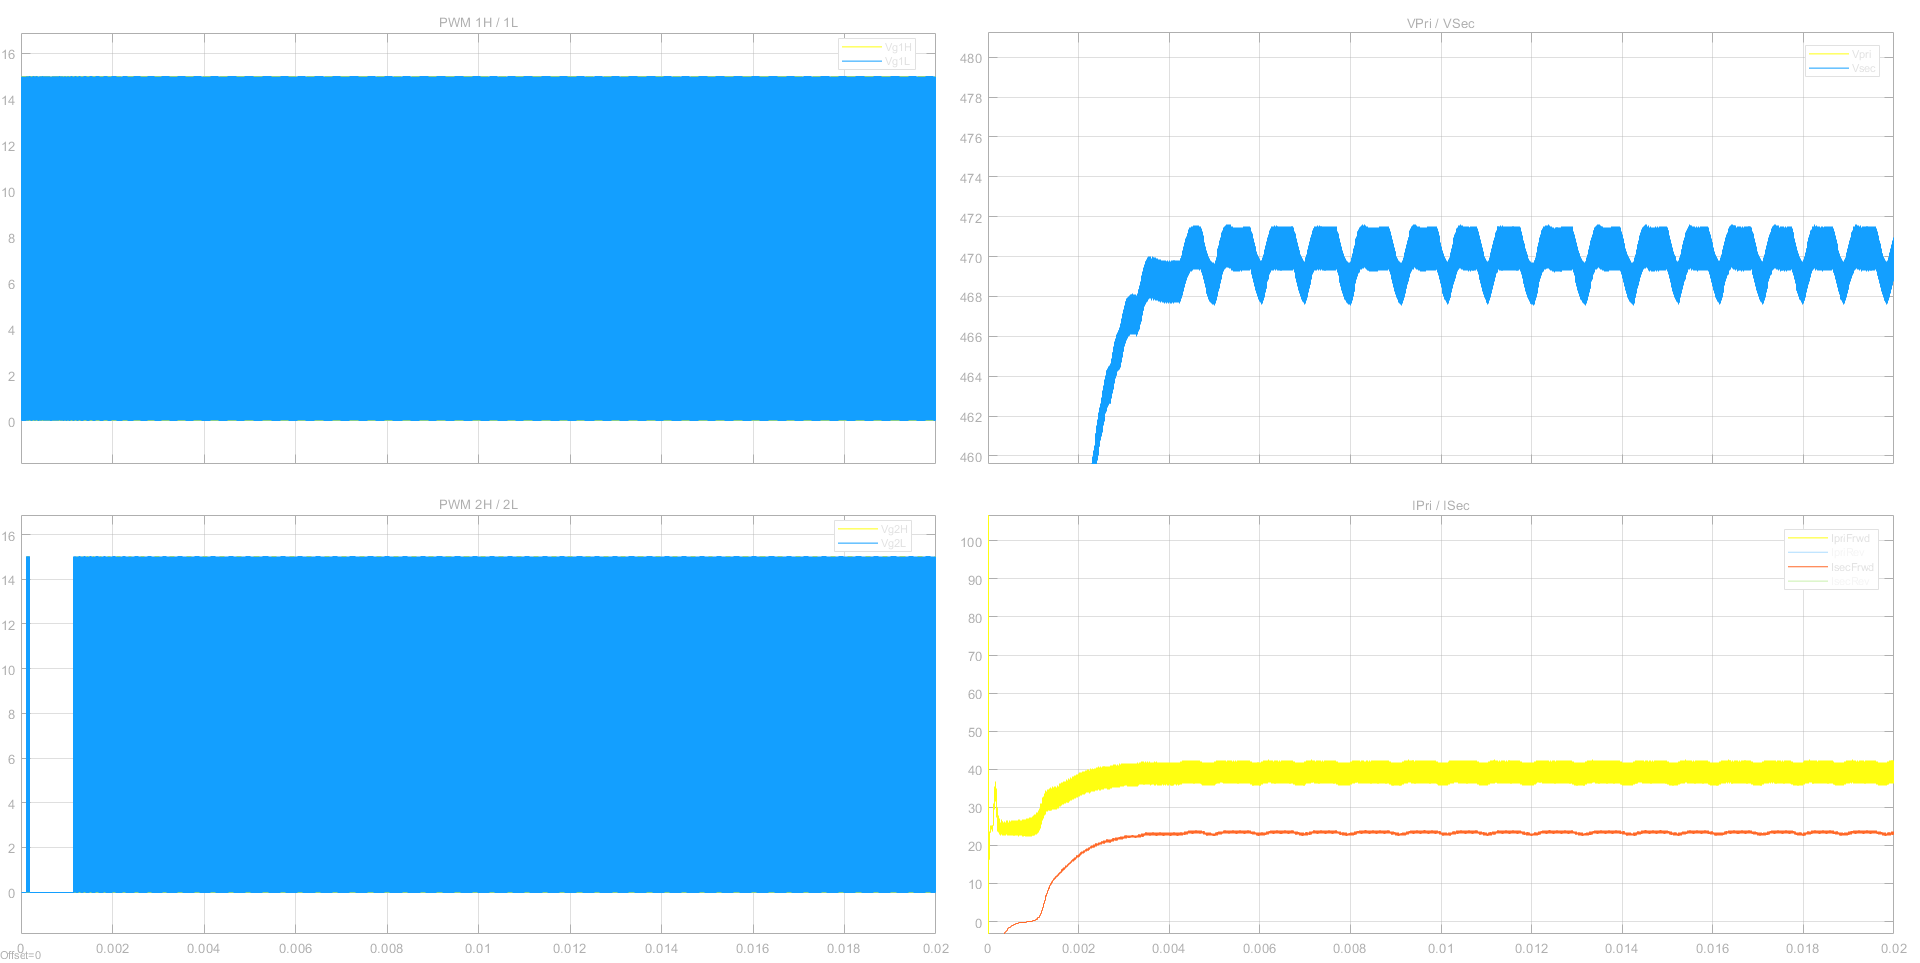 PWM 1H / 1L
16
14
12
10
8
6
4
2
0
Vg1H
Vg1L
VPri / VSec
480
478
476
474
472
470
468
466
464
462
460
Vpri
Vsec
PWM 2H / 2L
16
14
12
10
8
6
4
2
0
Vg2H
Vg2L
0 0.002 0.004 0.006 0.008 0.01 0.012 0.014 0.016 0.018 0.02
Offset=0
IPri / ISec
100
90
80
70
60
50
40
30
20
10
0
IpriFrwd
IpriRev
IsecFrwd
IsecRev
0 0.002 0.004 0.006 0.008 0.01 0.012 0.014 0.016 0.018 0.02